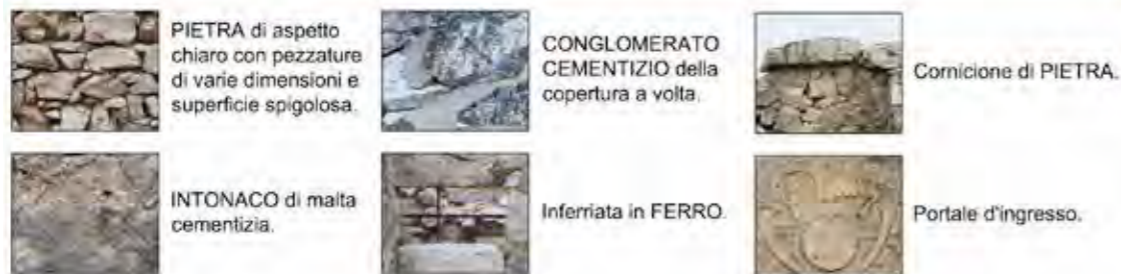 PIETRA di aspetto
chiaro con pezzature
di varie dimensioni e
superficie spigolosa.
CONGLOMERATO
CEMENTIZIO della
copertura a volta.
Cornicione di PIETRA.
INTONACO di malta
cementizia.
Inferriata in FERRO.
Portale d'ingresso.